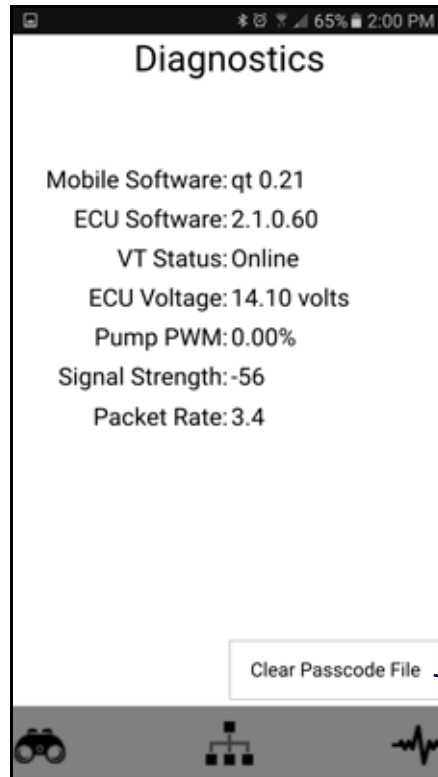 65% 2:00 PM
Diagnostics
Mobile Software: qt 0.21
ECU Software: 2.1.0.60
VT Status: Online
ECU Voltage: 14.10 volts
Pump PWM: 0.00%
Signal Strength: -56
Packet Rate: 3.4
Clear Passcode File